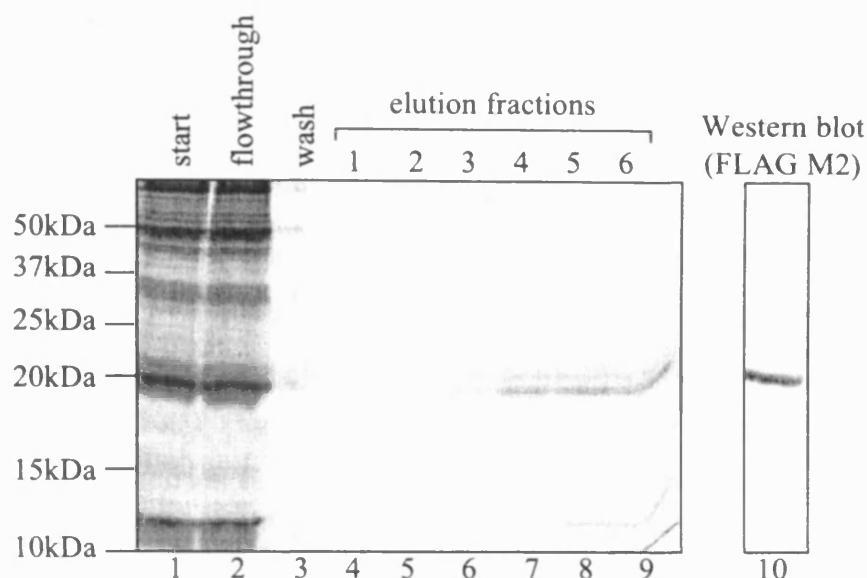 start
flowthrough
wash
elution fractions
1 2 3 4 5 6
Western blot
(FLAG M2)
50kDa
37kDa
25kDa
20kDa
15kDa
10kDa
1 2 3 4 5 6 7 8 9 10